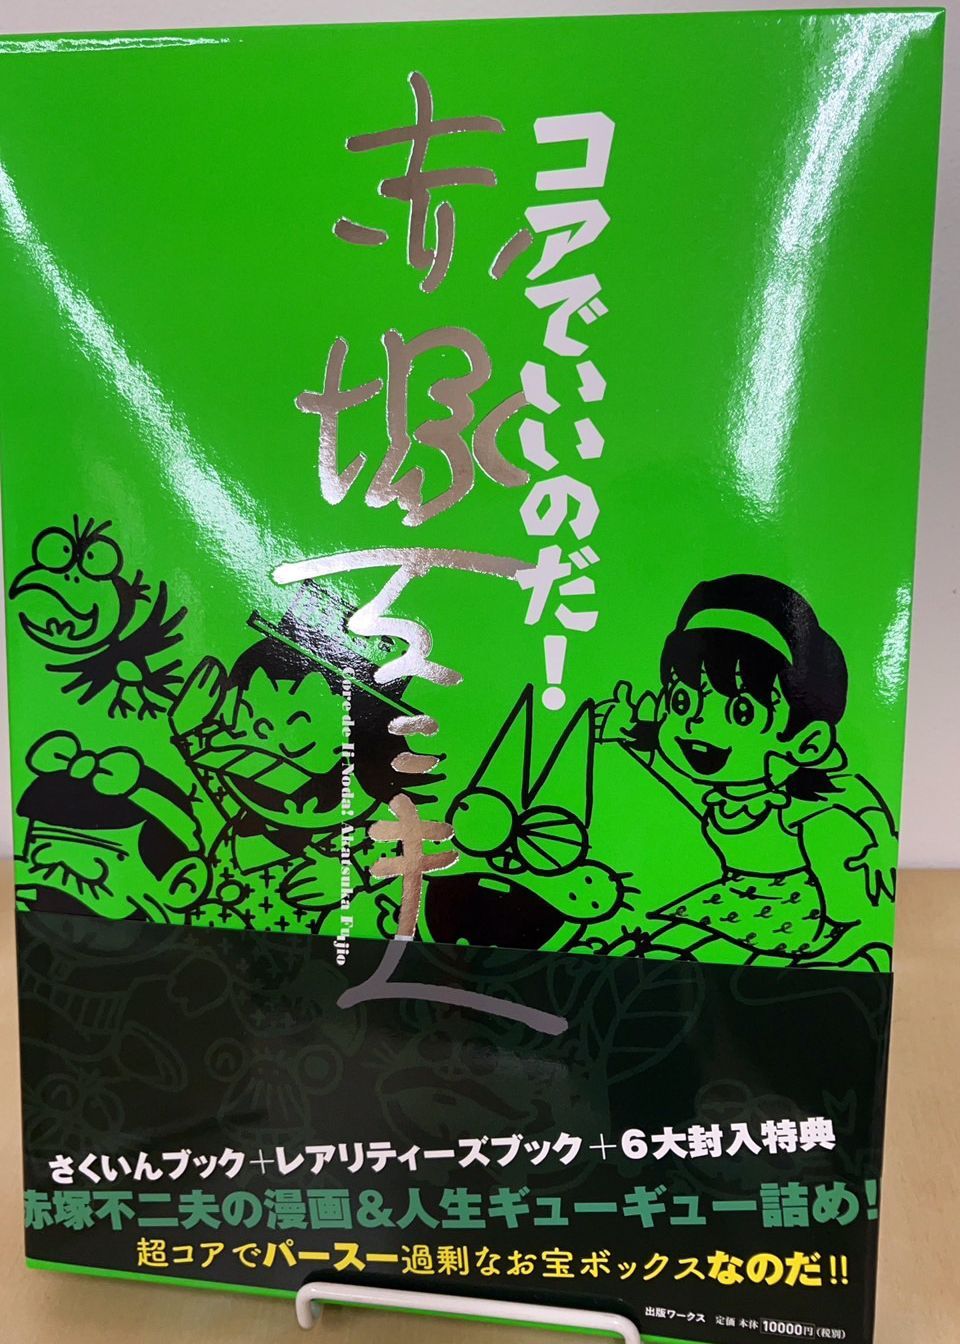 コアでいいのだ!
赤塚不二夫
Core de Ii Noda! Akatsuka Fujio
さくいんブック+レアリティーズブック+6大封入特典
赤塚不二夫の漫画&人生ギューギュー詰め!
超コアでパースー過剰なお宝ボックスなのだ!!
出版ワークス 定価 本体10000円(税別)